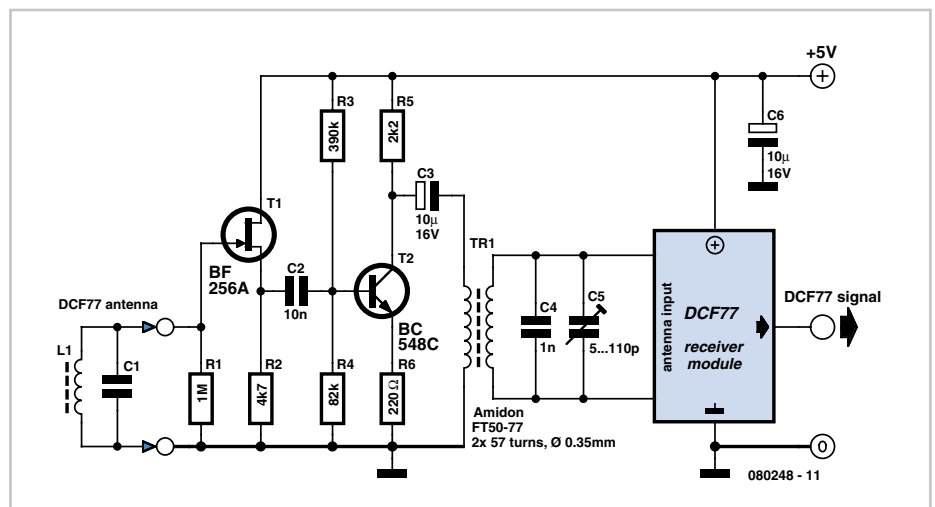 +5V
R3
390k
R5
2k2
C6
10µ
16V
C3
10µ
16V
T1
BF
256A
C2
10n
T2
BC
548C
TR1
DCF77 antenna
L1
C1
R1
1M
R2
4k7
R4
82k
R6
220Ω
C4
1n
C5
5...110p
Amidon
FT50-77
2x 57 turns, Ø 0.35mm
antenna input
DCF77
receiver
module
DCF77 signal
0
080248 - 11